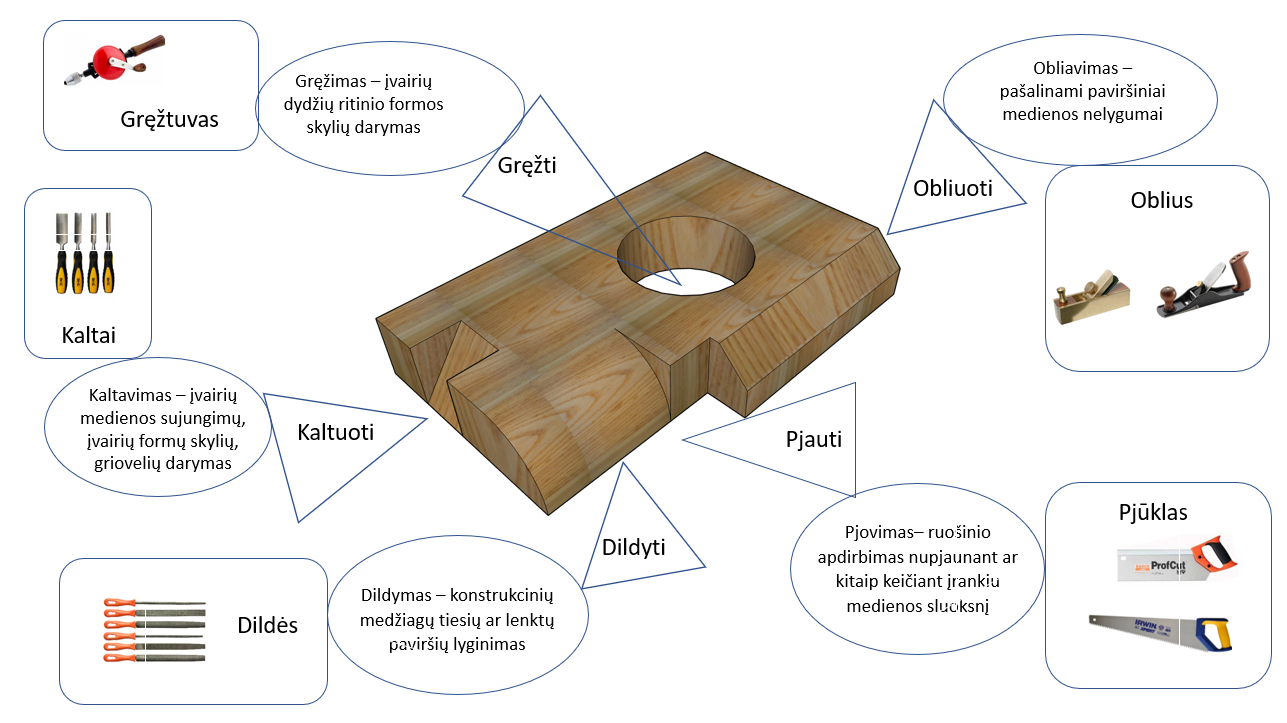 Gręžtuvas
Gręžimas – įvairių
dydžių ritinio formos
skylių darymas
Gręžti
Obliavimas –
pašalinami paviršiniai
medienos nelygumai
Obliuoti
Oblius
Kaltai
Kaltavimas – įvairių
medienos sujungimų,
įvairių formų skylių,
griovelių darymas
Kaltuoti
Pjauti
Pjovimas– ruošinio
apdirbimas nupjaunant ar
kitaip keičiant įrankiu
medienos sluoksnį
Pjūklas
ProfCut
IRWIN
Dildyti
Dildymas – konstrukcinių
medžiagų tiesių ar lenktų
paviršių lyginimas
Dildės